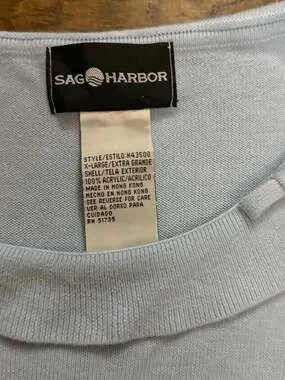 SAG HARBOR
STYLE/ESTILO:H43500
X-LARGE/EXTRA GRANDE
SHELL/TELA EXTERIOR
100% ACRYLIC/ACRILICO
MADE IN HONG KONG
HECHO EN HONG KONG
SEE REVERSE FOR CARE
VER AL DORSO PARA
CUIDADO
RN 51735